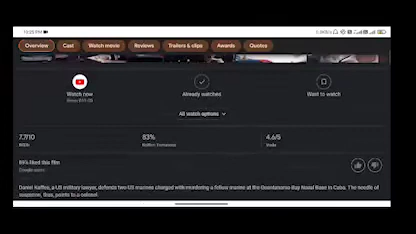 Overview Cast Watch movie Reviews Trailers & clips Awards Quotes
Watch now Already watched Want to watch
All watch options
7.7/10 83% 4.6/5
Rotten Tomatoes Vudu
86% liked this film
Google users
Daniel Kaffee, a US military lawyer, defends two US marines charged with murdering a fellow marine at the Guantanamo Bay Naval Base in Cuba. The needle of
suspense, thus, points to a colonel.